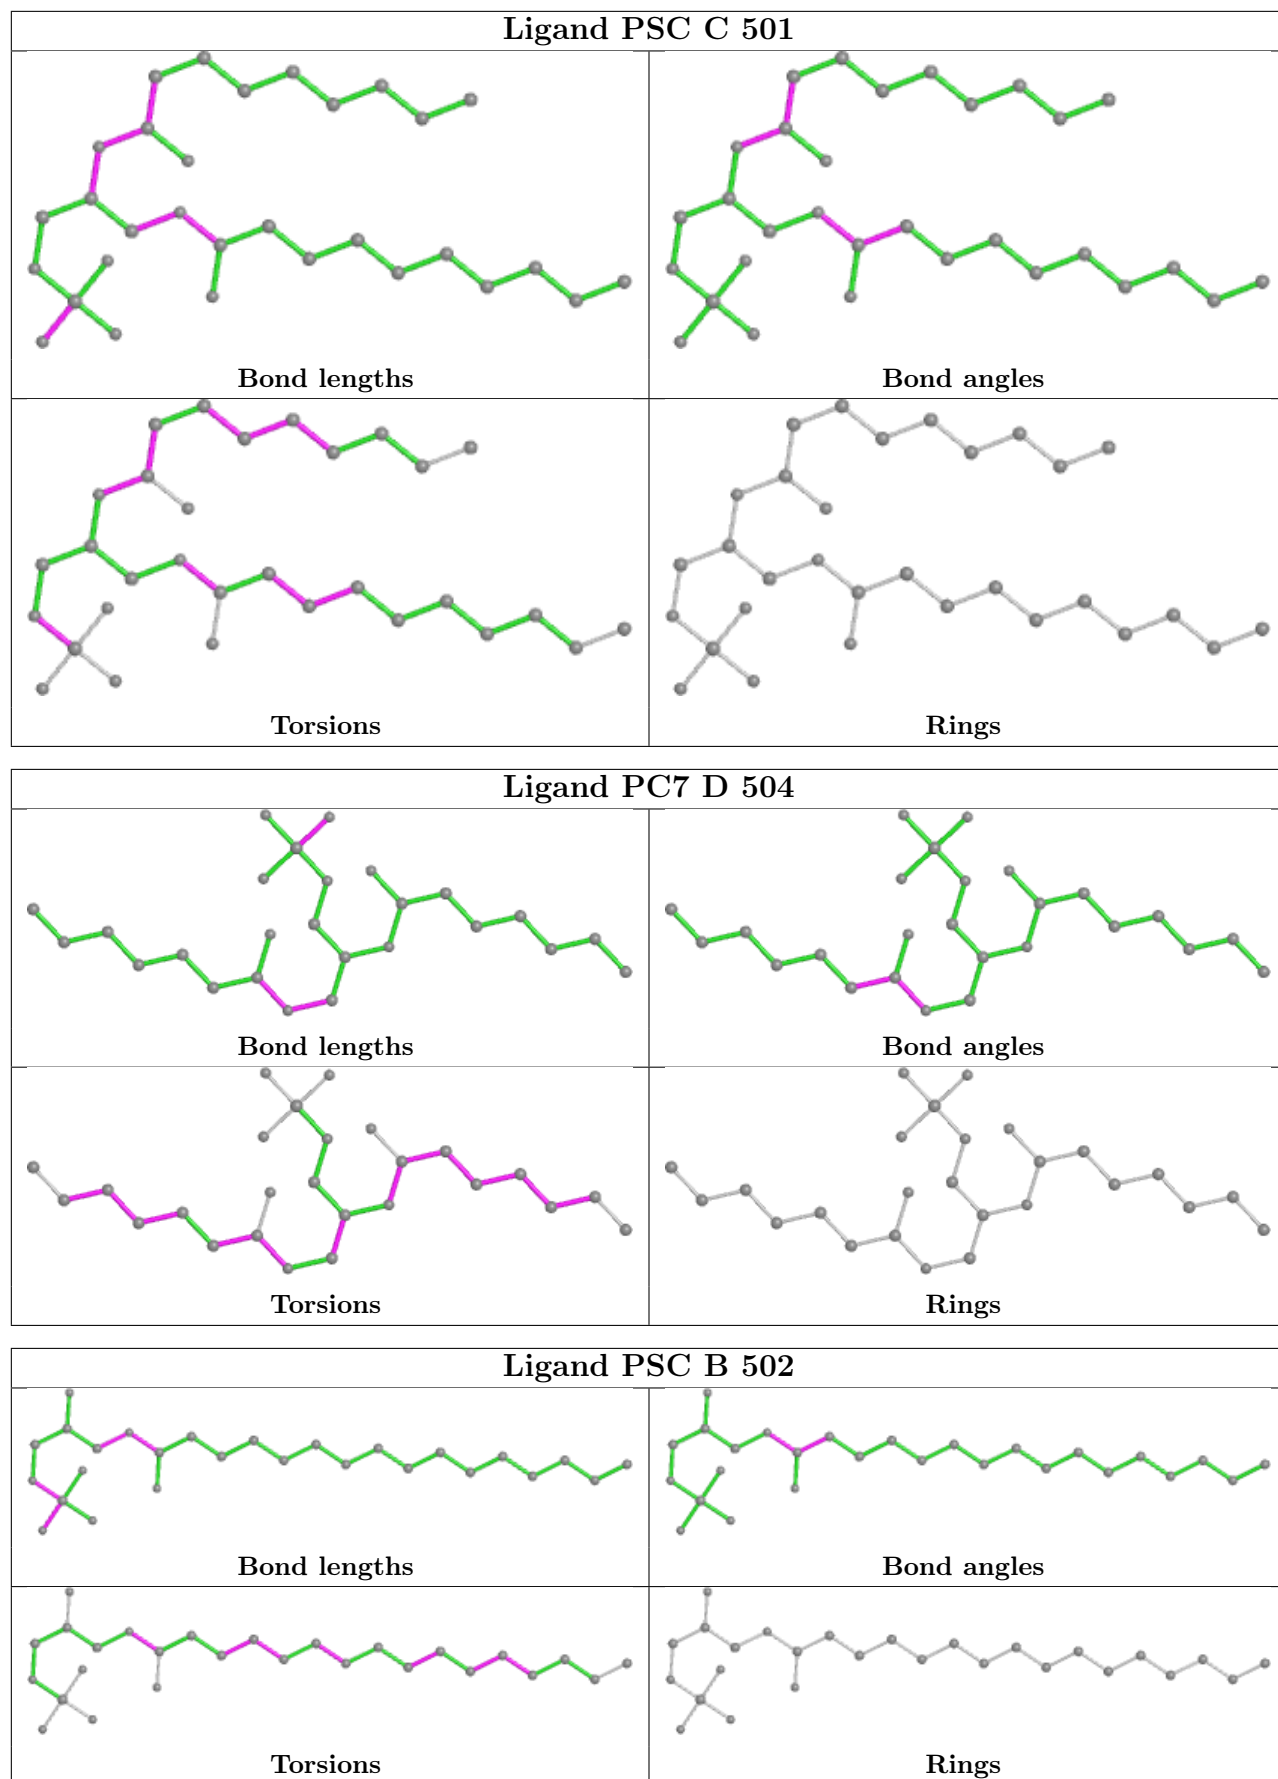 Ligand PSC C 501
Bond lengths
Bond angles
Torsions
Rings
Ligand PC7 D 504
Bond lengths
Bond angles
Torsions
Rings
Ligand PSC B 502
Bond lengths
Bond angles
Torsions
Rings